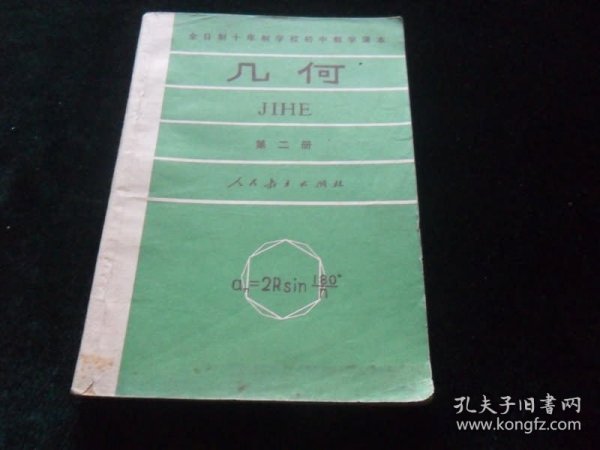 全日制十年制学校初中数学课本
几何
JIHE
第二册
人民教育出版社
aₙ=2Rsin 180°/n
孔夫子旧书网
www.kongfz.com